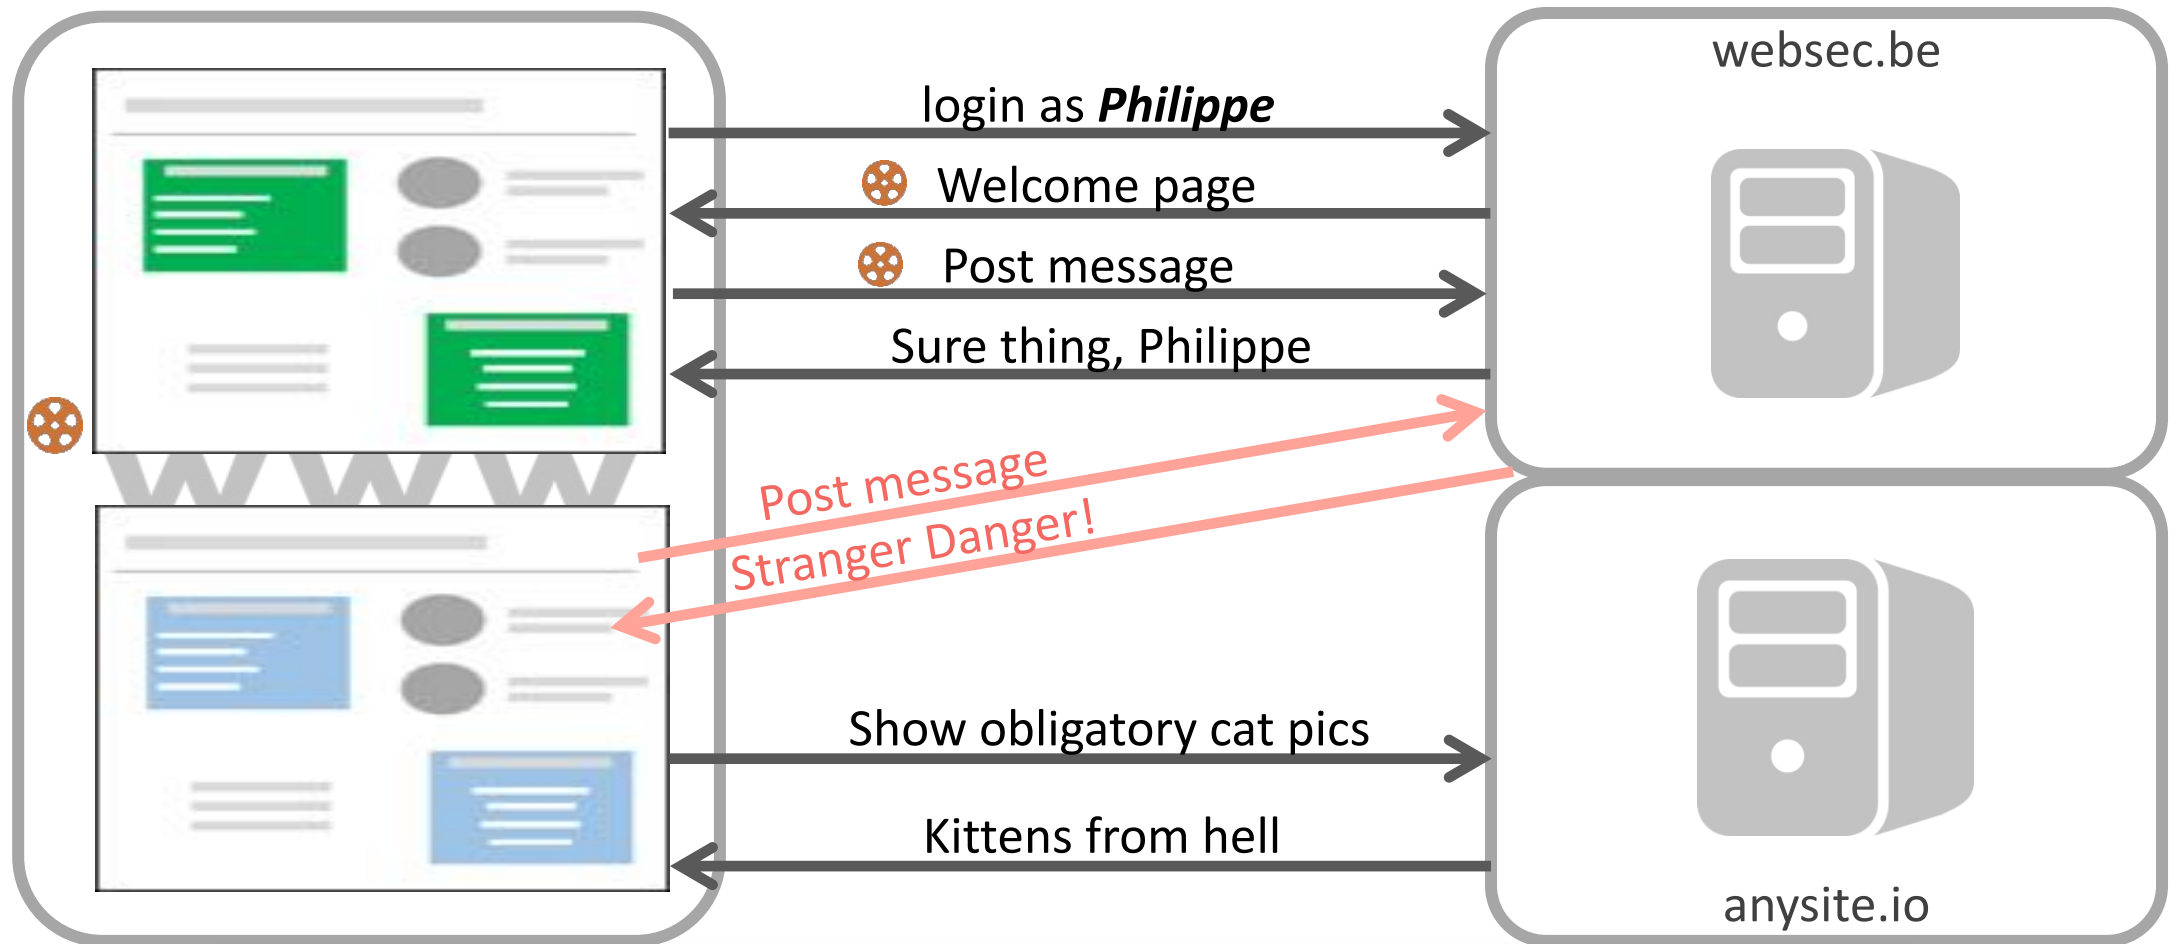 websec.be
login as Philippe
Welcome page
Post message
Sure thing, Philippe
www
Post message
Stranger Danger!
Show obligatory cat pics
Kittens from hell
anysite.io